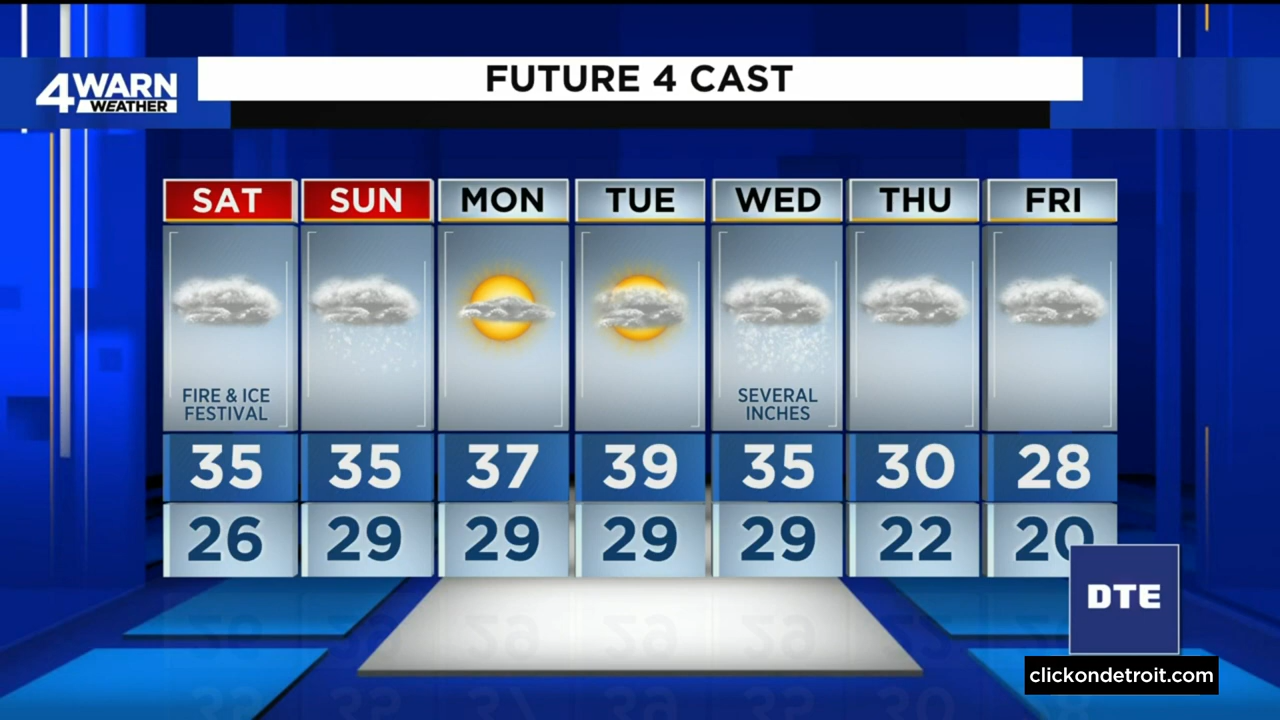 4WARN
WEATHER
FUTURE 4 CAST
SAT SUN MON TUE WED THU FRI
FIRE & ICE
FESTIVAL
SEVERAL
INCHES
35 35 37 39 35 30 28
26 29 29 29 29 22 20
DTE
clickondetroit.com